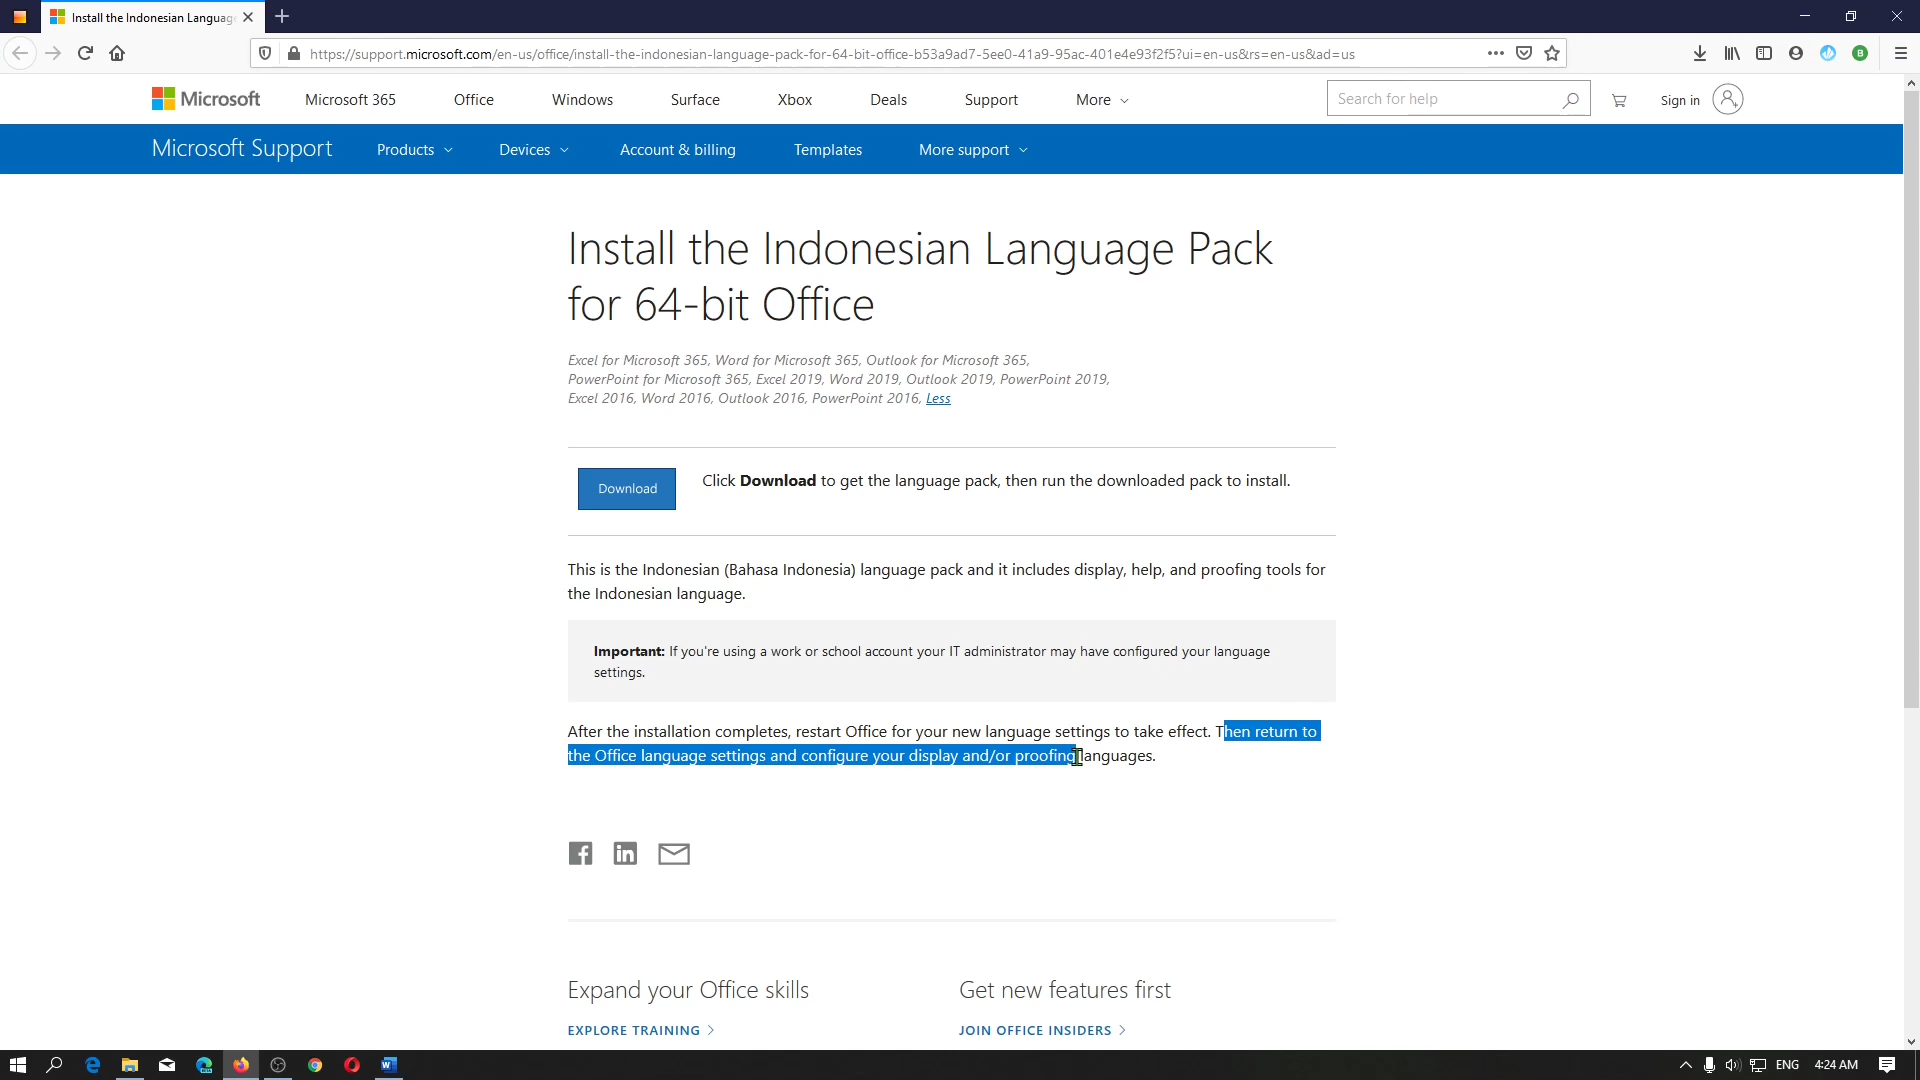 Install the Indonesian Languag
https://support.microsoft.com/en-us/office/install-the-indonesian-language-pack-for-64-bit-office-b53a9ad7-5ee0-41a9-95ac-401e4e93f2f5?ui=en-us&rs=en-us&ad=us
Microsoft Microsoft 365 Office Windows Surface Xbox Deals Support More Search for help Sign in
Microsoft Support Products Devices Account & billing Templates More support
Install the Indonesian Language Pack
for 64-bit Office
Excel for Microsoft 365, Word for Microsoft 365, Outlook for Microsoft 365,
PowerPoint for Microsoft 365, Excel 2019, Word 2019, Outlook 2019, PowerPoint 2019,
Excel 2016, Word 2016, Outlook 2016, PowerPoint 2016, Less
Download Click Download to get the language pack, then run the downloaded pack to install.
This is the Indonesian (Bahasa Indonesia) language pack and it includes display, help, and proofing tools for
the Indonesian language.
Important: If you're using a work or school account your IT administrator may have configured your language
settings.
After the installation completes, restart Office for your new language settings to take effect. Then return to
the Office language settings and configure your display and/or proofing languages.
Expand your Office skills Get new features first
EXPLORE TRAINING > JOIN OFFICE INSIDERS >
ENG 4:24 AM